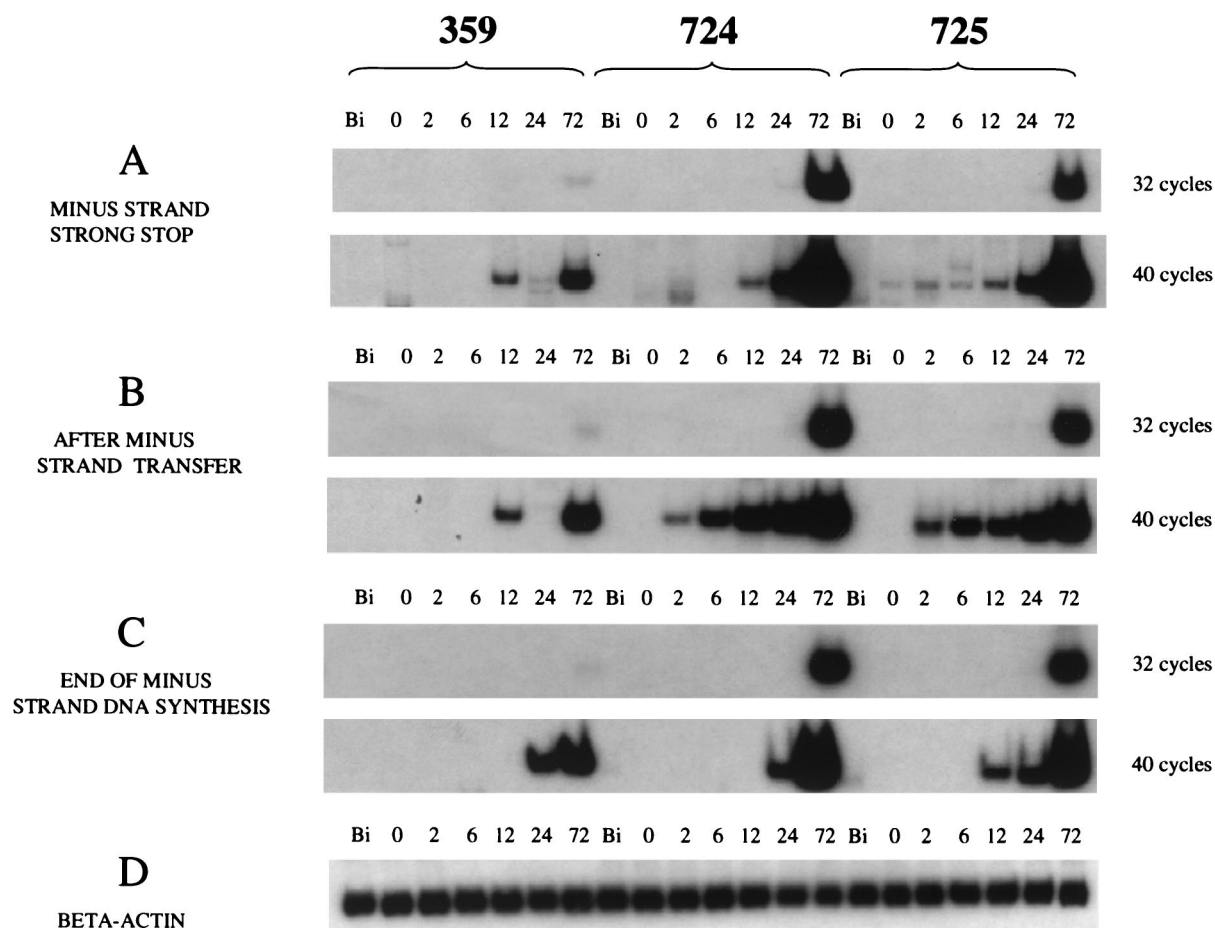 359 724 725
Bi 0 2 6 12 24 72 Bi 0 2 6 12 24 72 Bi 0 2 6 12 24 72
A
MINUS STRAND
STRONG STOP
32 cycles
40 cycles
Bi 0 2 6 12 24 72 Bi 0 2 6 12 24 72 Bi 0 2 6 12 24 72
B
AFTER MINUS
STRAND TRANSFER
32 cycles
40 cycles
Bi 0 2 6 12 24 72 Bi 0 2 6 12 24 72 Bi 0 2 6 12 24 72
C
END OF MINUS
STRAND DNA SYNTHESIS
32 cycles
40 cycles
Bi 0 2 6 12 24 72 Bi 0 2 6 12 24 72 Bi 0 2 6 12 24 72
D
BETA-ACTIN